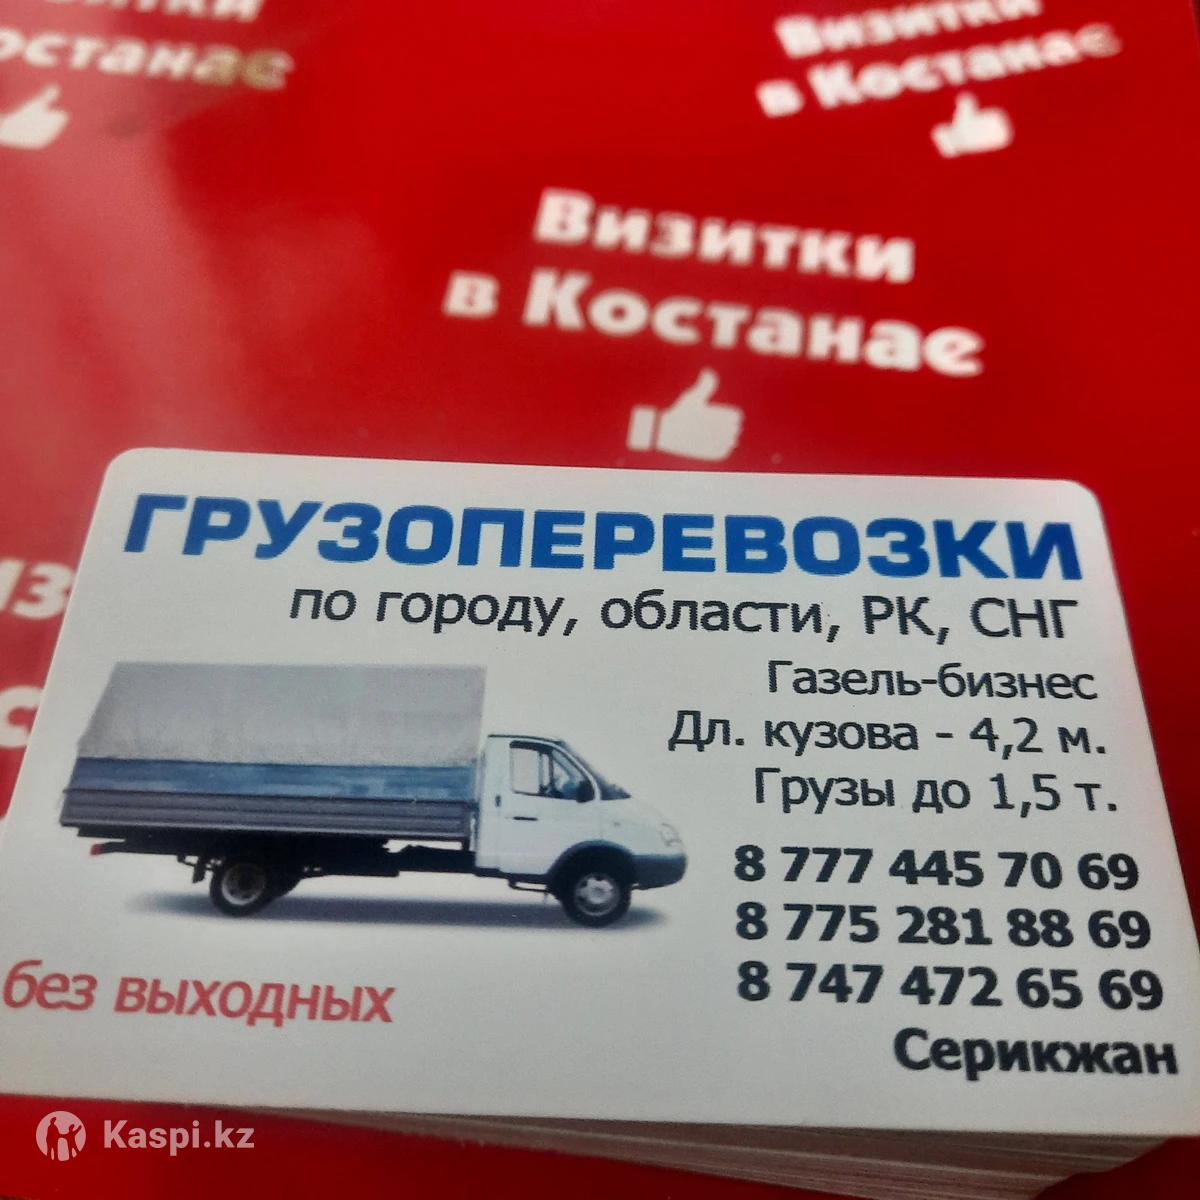 Визитки
в Костанае
Визитки
в Костанае
Визитки
в Костанае
ГРУЗОПЕРЕВОЗКИ
по городу, области, РК, СНГ
Газель-бизнес
Дл. кузова - 4,2 м.
Грузы до 1,5 т.
8 777 445 70 69
8 775 281 88 69
8 747 472 65 69
Серикжан
без выходных
Kaspi.kz